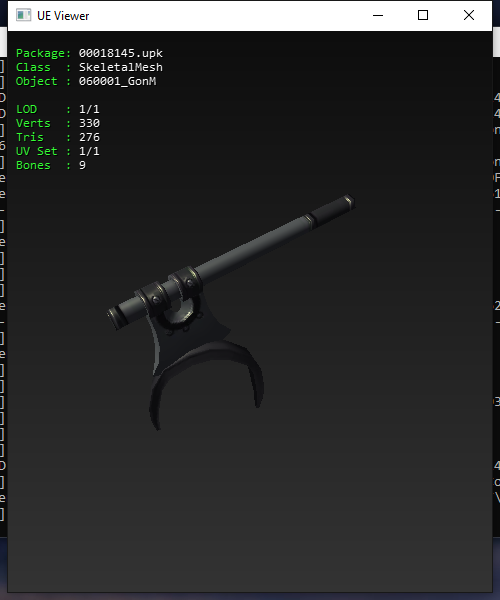 UE Viewer
Package: 00018145.upk
Class  : SkeletalMesh
Object : 060001_GonM
LOD    : 1/1
Verts  : 330
Tris   : 276
UV Set : 1/1
Bones  : 9